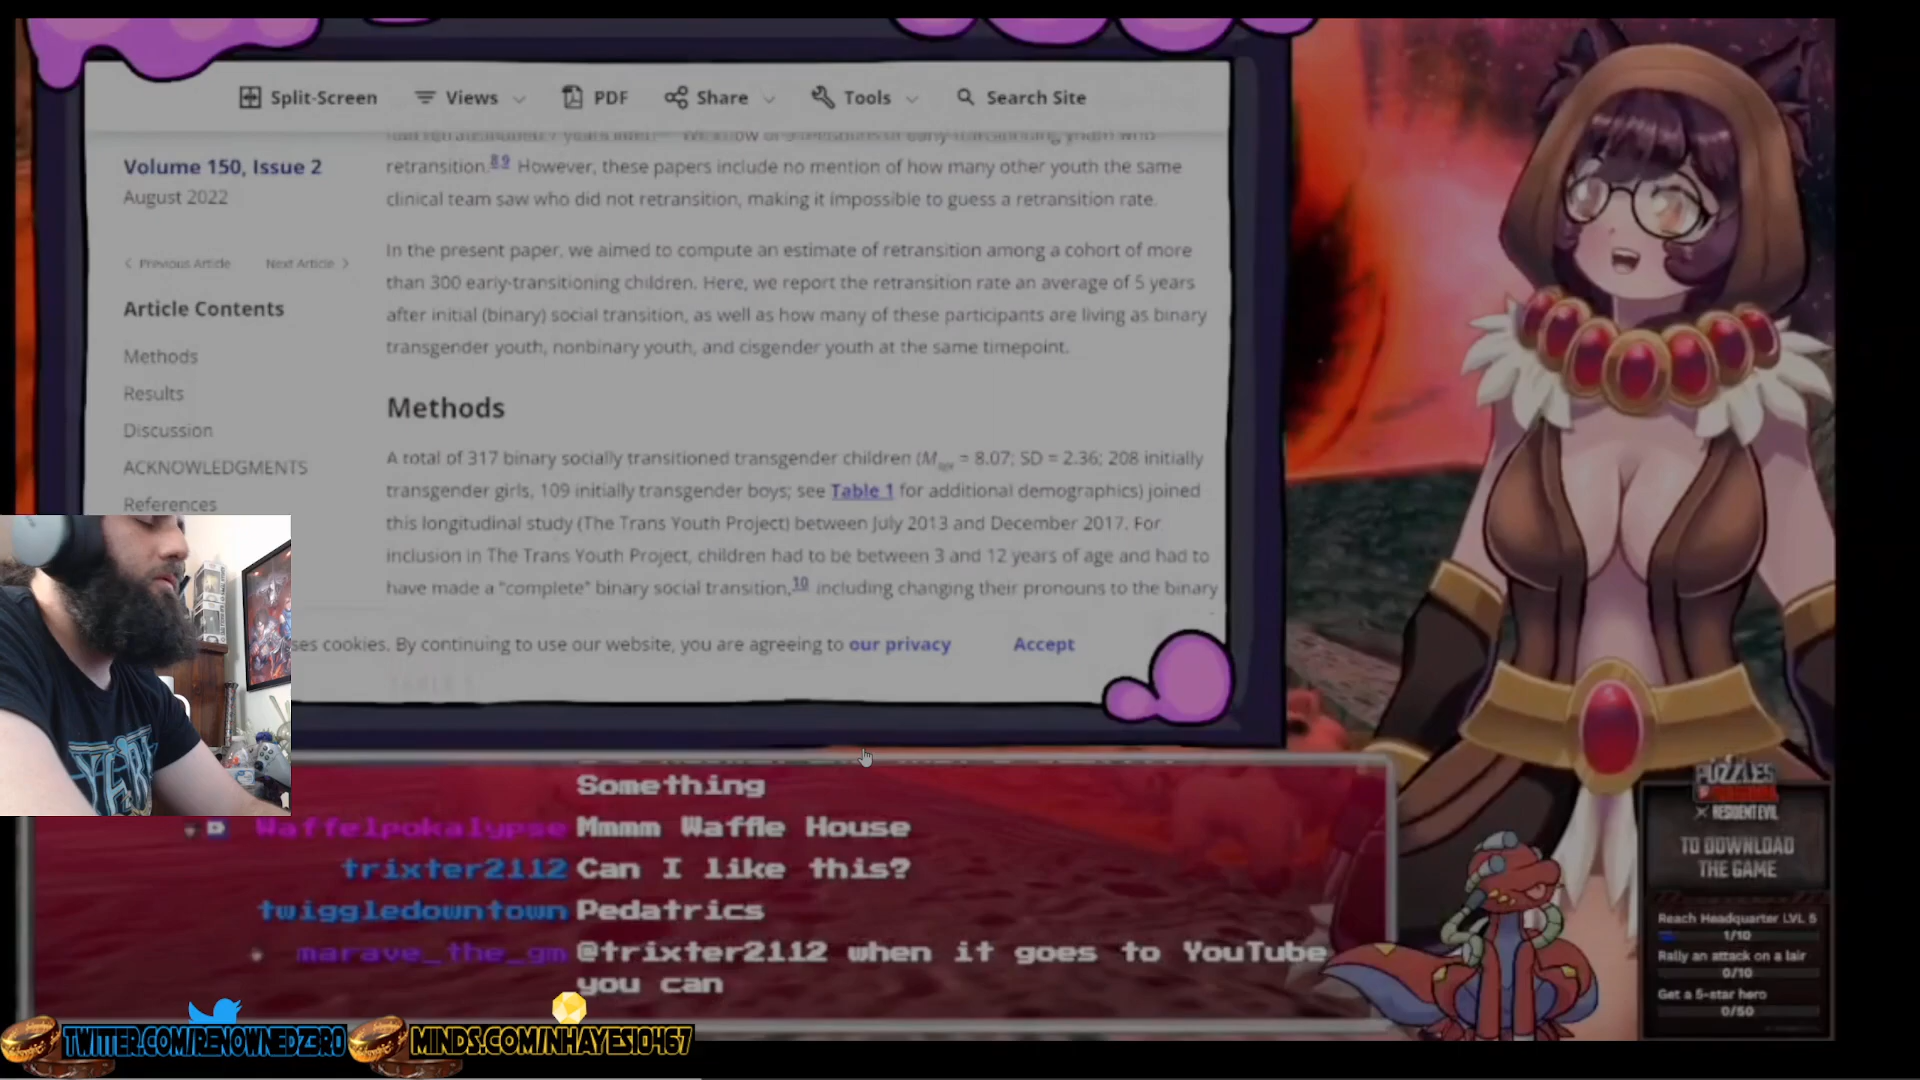 Split-Screen Views PDF Share Tools Search Site
Volume 150, Issue 2
August 2022
Previous Article Next Article
Article Contents
Methods
Results
Discussion
ACKNOWLEDGMENTS
References
retransition.8 9 However, these papers include no mention of how many other youth the same
clinical team saw who did not retransition, making it impossible to guess a retransition rate.
In the present paper, we aimed to compute an estimate of retransition among a cohort of more
than 300 early-transitioning children. Here, we report the retransition rate an average of 5 years
after initial (binary) social transition, as well as how many of these participants are living as binary
transgender youth, nonbinary youth, and cisgender youth at the same timepoint.
Methods
A total of 317 binary socially transitioned transgender children (Mage = 8.07; SD = 2.36; 208 initially
transgender girls, 109 initially transgender boys; see Table 1 for additional demographics) joined
this longitudinal study (The Trans Youth Project) between July 2013 and December 2017. For
inclusion in The Trans Youth Project, children had to be between 3 and 12 years of age and had to
have made a "complete" binary social transition,10 including changing their pronouns to the binary
ses cookies. By continuing to use our website, you are agreeing to our privacy Accept
Something
Waffelpokalypse Mmmm Waffle House
trixter2112 Can I like this?
twiggledowntown Pedatrics
marave_the_gm @trixter2112 when it goes to YouTube
you can
PUZZLES
X RESIDENT EVIL
TO DOWNLOAD
THE GAME
Reach Headquarter LVL 5
1/10
Rally an attack on a lair
0/10
Get a 5-star hero
0/50
TWITTER.COM/RENOWNEDZ3R0
MINDS.COM/NHAYES10467